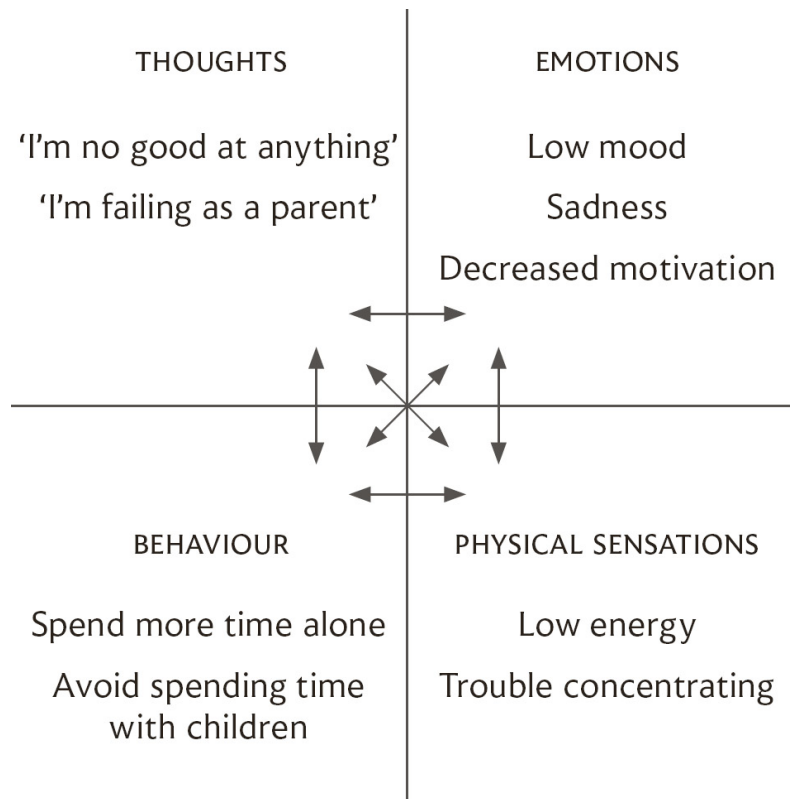 THOUGHTS
‘I’m no good at anything’
‘I’m failing as a parent’
EMOTIONS
Low mood
Sadness
Decreased motivation
BEHAVIOUR
Spend more time alone
Avoid spending time
with children
PHYSICAL SENSATIONS
Low energy
Trouble concentrating